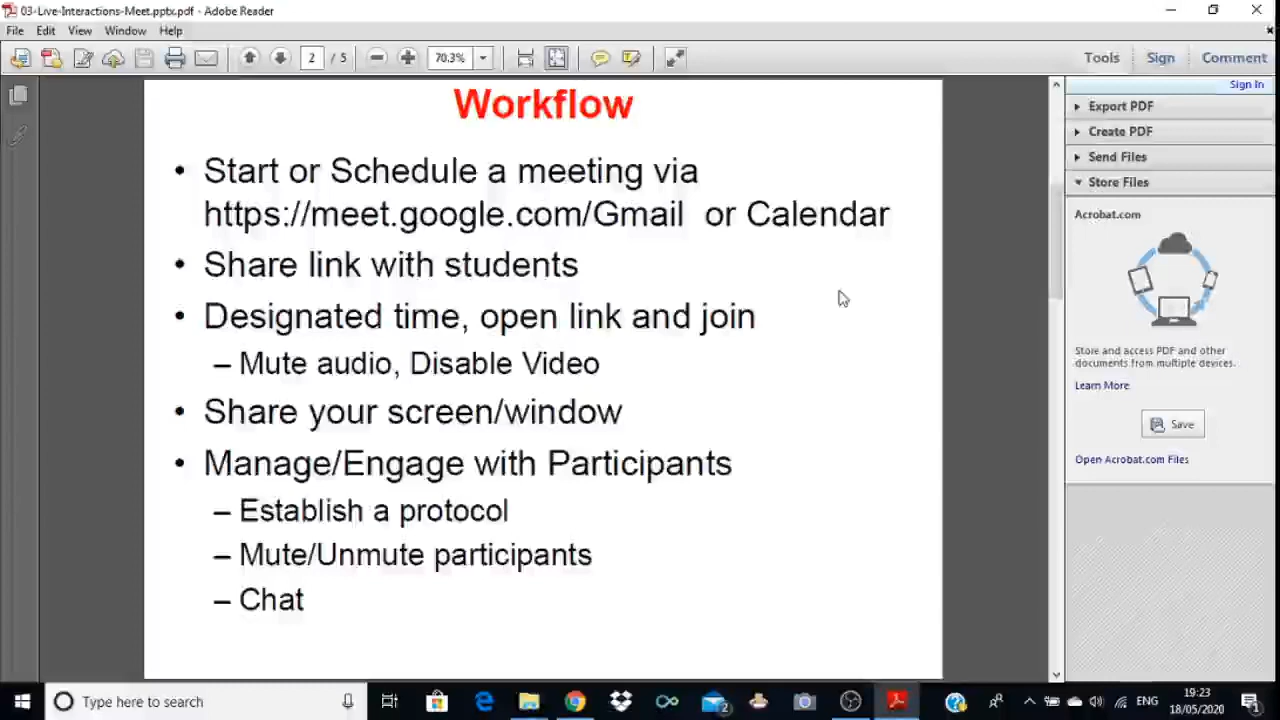 03-Live-Interactions-Meet.pptx.pdf - Adobe Reader
File Edit View Window Help
2 / 5 70.3% Tools Sign Comment
Sign In
Export PDF
Create PDF
Send Files
Store Files
Acrobat.com
Store and access PDF and other
documents from multiple devices.
Learn More
Save
Open Acrobat.com Files
Workflow
• Start or Schedule a meeting via
https://meet.google.com/Gmail or Calendar
• Share link with students
• Designated time, open link and join
– Mute audio, Disable Video
• Share your screen/window
• Manage/Engage with Participants
– Establish a protocol
– Mute/Unmute participants
– Chat
Type here to search
2
ENG
19:23
18/05/2020
1